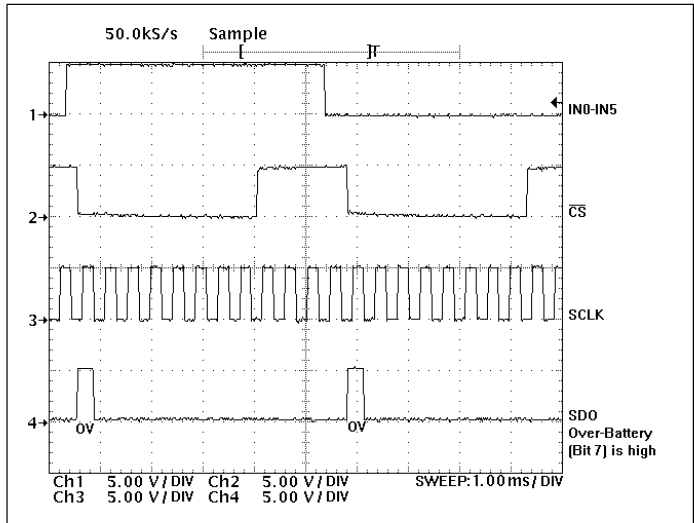 50.0kS/s Sample
[ ]T
1 IN0-IN5
2 CS
3 SCLK
4 SDO
OV OV
Over-Battery
(Bit 7) is high
Ch1 5.00 V/DIV Ch2 5.00 V/DIV SWEEP:1.00 ms/DIV
Ch3 5.00 V/DIV Ch4 5.00 V/DIV